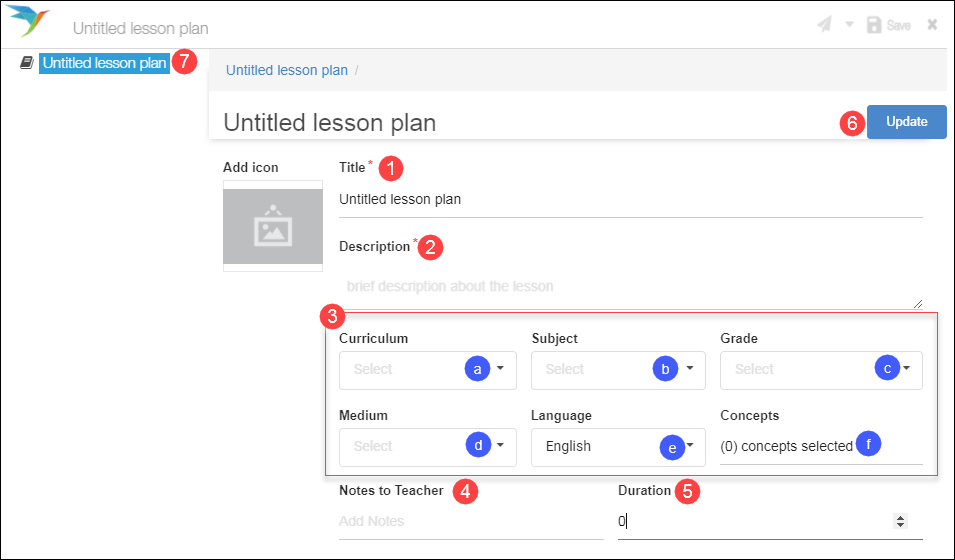 Untitled lesson plan
Save
Untitled lesson plan 7
Untitled lesson plan /
Untitled lesson plan
6 Update
Add icon
Title* 1
Untitled lesson plan
Description* 2
brief description about the lesson
3
Curriculum Subject Grade
Select a Select b Select c
Medium Language Concepts
Select d English e (0) concepts selected f
Notes to Teacher 4 Duration 5
Add Notes 0